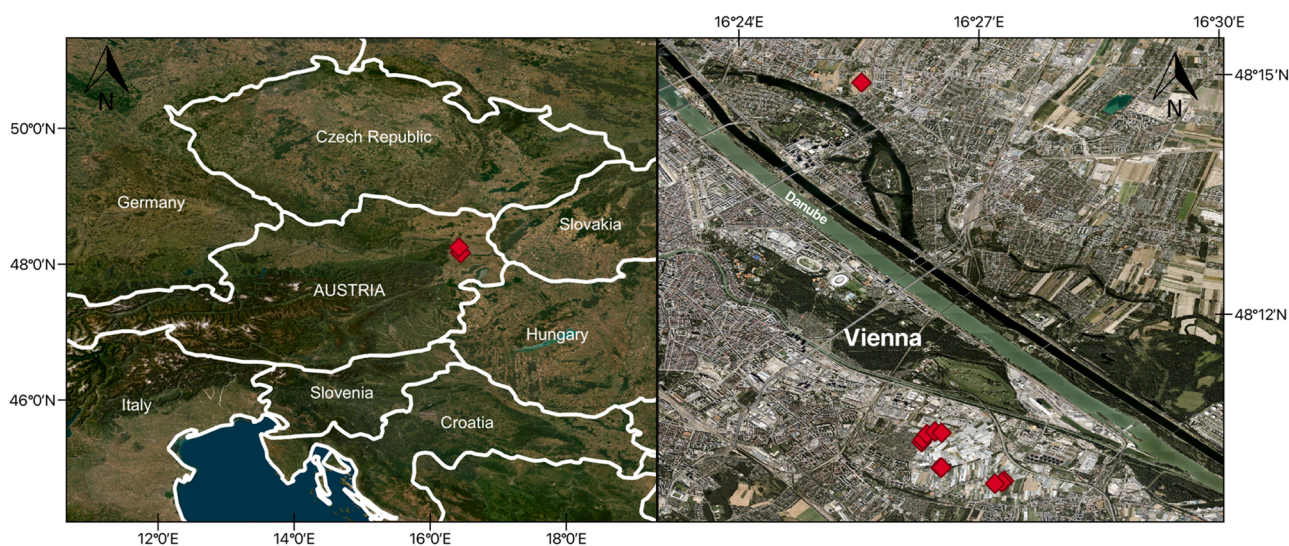 16°24′E 16°27′E 16°30′E
N
N
48°15′N
50°0′N
Czech Republic
Germany
Danube
Slovakia
48°0′N
AUSTRIA
48°12′N
Hungary
Vienna
46°0′N
Italy
Slovenia
Croatia
12°0′E 14°0′E 16°0′E 18°0′E